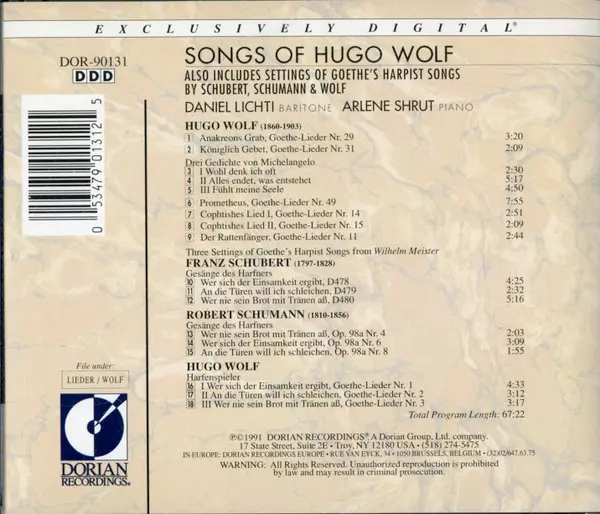 EXCLUSIVELY DIGITAL®
DOR-90131
DDD
0 53479 01312 5
SONGS OF HUGO WOLF
ALSO INCLUDES SETTINGS OF GOETHE'S HARPIST SONGS
BY SCHUBERT, SCHUMANN & WOLF
DANIEL LICHTI BARITONE ARLENE SHRUT PIANO
HUGO WOLF (1860-1903)
1 Anakreons Grab, Goethe-Lieder Nr. 29 3:20
2 Königlich Gebet, Goethe-Lieder Nr. 31 2:09
Drei Gedichte von Michelangelo
3 I Wohl denk ich oft 2:30
4 II Alles endet, was entstehet 5:17
5 III Fühlt meine Seele 4:50
6 Prometheus, Goethe-Lieder Nr. 49 7:55
7 Cophtishes Lied I, Goethe-Lieder Nr. 14 2:51
8 Cophtishes Lied II, Goethe-Lieder Nr. 15 2:09
9 Der Rattenfänger, Goethe-Lieder Nr. 11 2:44
Three Settings of Goethe's Harpist Songs from Wilhelm Meister
FRANZ SCHUBERT (1797-1828)
Gesänge des Harfners
10 Wer sich der Einsamkeit ergibt, D478 4:25
11 An die Türen will ich schleichen, D479 2:32
12 Wer nie sein Brot mit Tränen aß, D480 5:16
ROBERT SCHUMANN (1810-1856)
Gesänge des Harfners
13 Wer nie sein Brot mit Tränen aß, Op. 98a Nr. 4 2:03
14 Wer sich der Einsamkeit ergibt, Op. 98a Nr. 6 3:09
15 An die Türen will ich schleichen, Op. 98a Nr. 8 1:55
HUGO WOLF
Harfenspieler
16 I Wer sich der Einsamkeit ergibt, Goethe-Lieder Nr. 1 4:33
17 II An die Türen will ich schleichen, Goethe-Lieder Nr. 2 3:12
18 III Wer nie sein Brot mit Tränen aß, Goethe-Lieder Nr. 3 3:17
Total Program Length: 67:22
File under:
LIEDER / WOLF
DORIAN
RECORDINGS®
℗©1991 DORIAN RECORDINGS® A Dorian Group, Ltd. company.
17 State Street, Suite 2E • Troy, NY 12180 USA • (518) 274-5475
IN-EUROPE: DORIAN RECORDINGS EUROPE • RUE VAN EYCK, 34 • 1050 BRUSSELS, BELGIUM • (32)02/647.63.75
WARNING: All Rights Reserved. Unauthorized reproduction is prohibited
by law and may result in criminal prosecution.